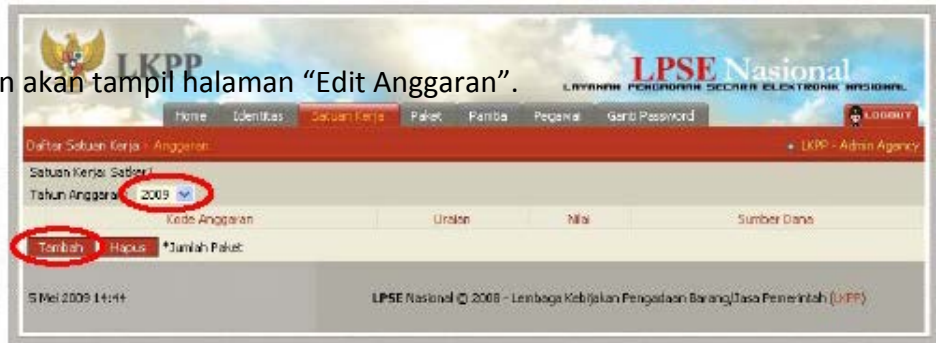 LKPP
n akan tampil halaman “Edit Anggaran”.
LPSE Nasional
LAYANAN PENGADAAN SECARA ELEKTRONIK NASIONAL
Home Identitas Satuan Kerja Paket Panitia Pegawai Ganti Password LOGOUT
Daftar Satuan Kerja › Anggaran LKPP - Admin Agency
Satuan Kerja: Satker
Tahun Anggaran 2009
Kode Anggaran Uraian Nilai Sumber Dana
Tambah Hapus *Jumlah Paket
5 Mei 2009 14:44 LPSE Nasional © 2008 - Lembaga Kebijakan Pengadaan Barang/Jasa Pemerintah (LKPP)